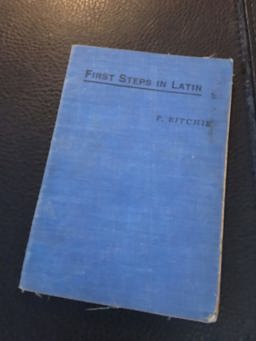 FIRST STEPS IN LATIN
F. RITCHIE